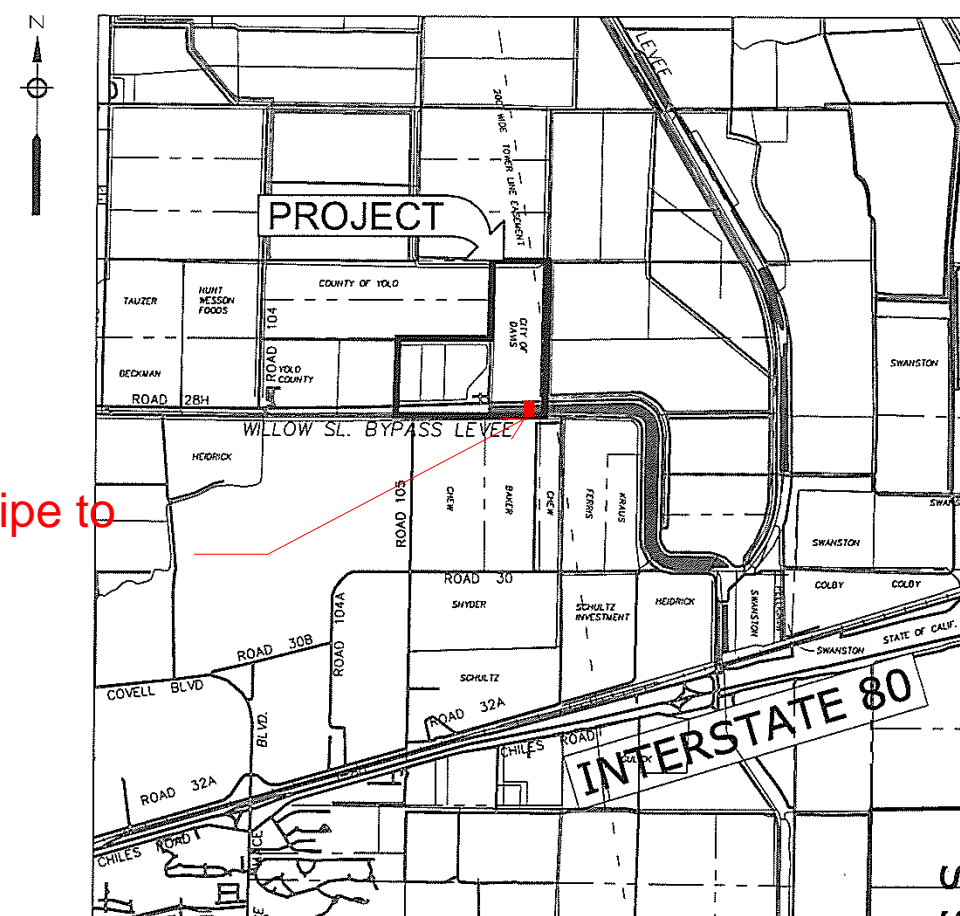 N
LEVEE
200' WIDE TOWER LINE EASEMENT
PROJECT
TAUZER
HUNT
WESSON
FOODS
COUNTY OF YOLO
CITY OF
DAVIS
ROAD 104
BECKMAN
YOLO
COUNTY
SWANSTON
ROAD 28H
WILLOW SL. BYPASS LEVEE
HEIDRICK
ROAD 105
CHEW
BAKER
CHEW
FERRIS
KRAUS
ipe to
SWANS
SWANSTON
ROAD 30
COLBY
COLBY
ROAD 104A
SNYDER
SCHULTZ
INVESTMENT
HEIDRICK
SWANSTON
STATE OF CALIF.
SWANSTON
ROAD 30B
COVELL BLVD
SCHULTZ
BLVD.
ROAD 32A
CHILES ROAD
INTERSTATE 80
ROAD 32A
CHILES ROAD